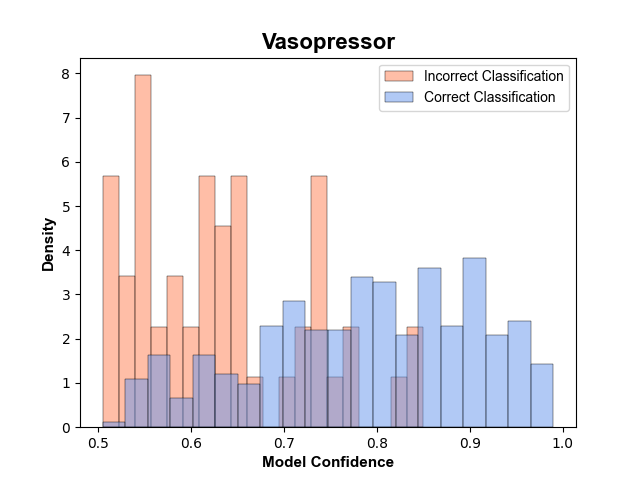 Vasopressor
Incorrect Classification
Correct Classification
Density
8
7
6
5
4
3
2
1
0
0.5 0.6 0.7 0.8 0.9 1.0
Model Confidence